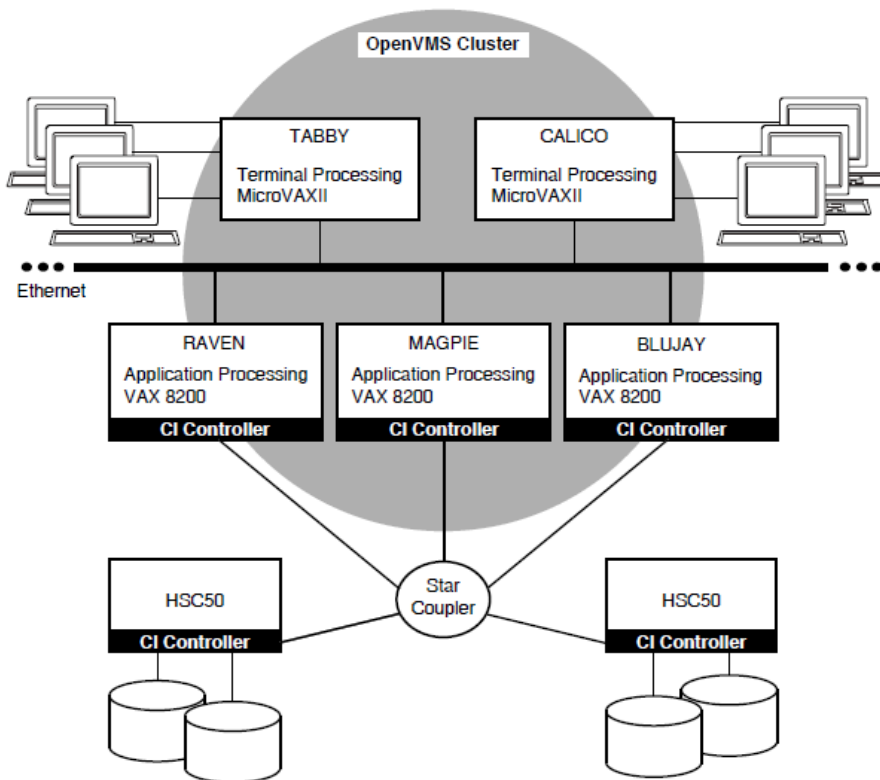 OpenVMS Cluster
TABBY
Terminal Processing
MicroVAXII
CALICO
Terminal Processing
MicroVAXII
Ethernet
RAVEN
Application Processing
VAX 8200
CI Controller
MAGPIE
Application Processing
VAX 8200
CI Controller
BLUJAY
Application Processing
VAX 8200
CI Controller
HSC50
CI Controller
Star
Coupler
HSC50
CI Controller